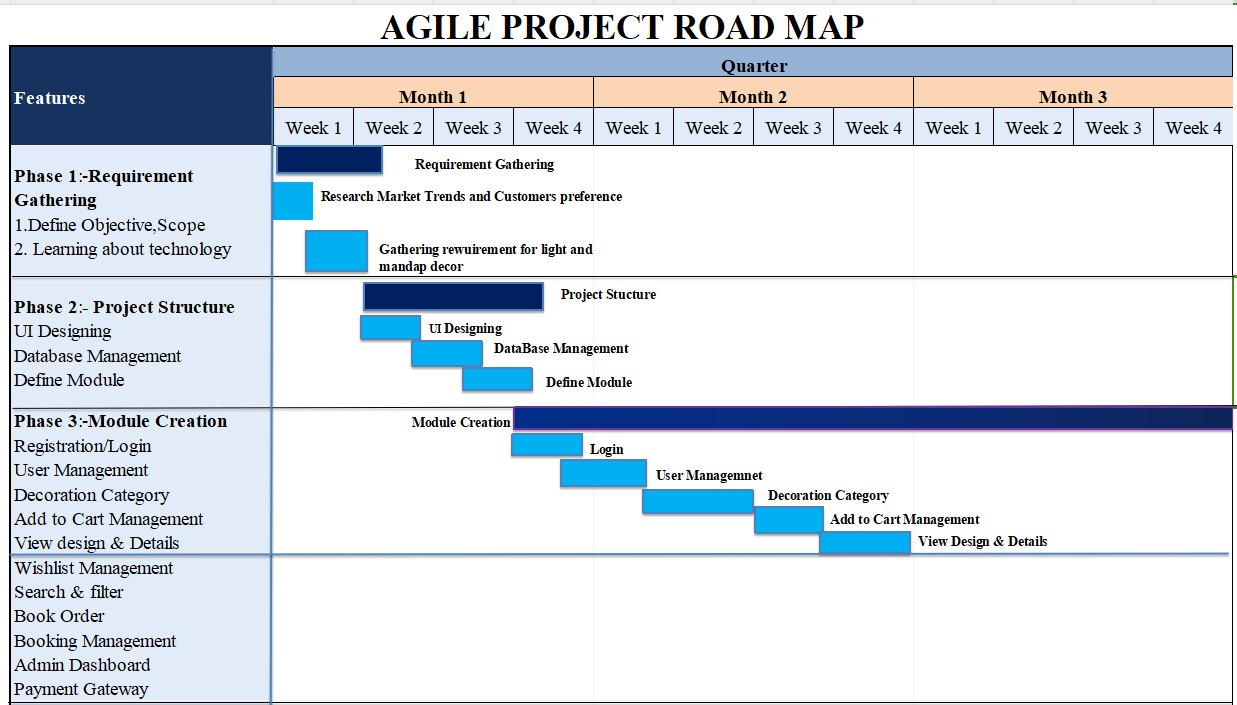 AGILE PROJECT ROAD MAP
Features
Quarter
Month 1
Month 2
Month 3
Week 1
Week 2
Week 3
Week 4
Week 1
Week 2
Week 3
Week 4
Week 1
Week 2
Week 3
Week 4
Phase 1:-Requirement
Gathering
1.Define Objective,Scope
2. Learning about technology
Requirement Gathering
Research Market Trends and Customers preference
Gathering rewuirement for light and
mandap decor
Phase 2:- Project Structure
UI Designing
Database Management
Define Module
Project Stucture
UI Designing
DataBase Management
Define Module
Phase 3:-Module Creation
Registration/Login
User Management
Decoration Category
Add to Cart Management
View design & Details
Module Creation
Login
User Managemnet
Decoration Category
Add to Cart Management
View Design & Details
Wishlist Management
Search & filter
Book Order
Booking Management
Admin Dashboard
Payment Gateway